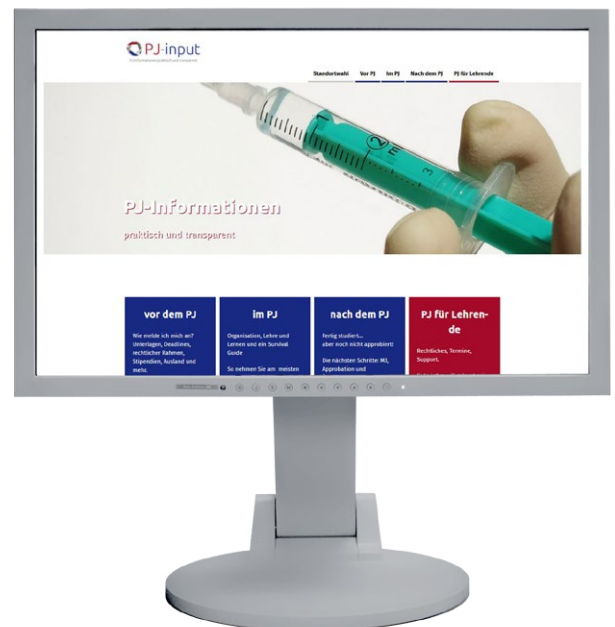 PJ-input
Standortwahl Vor PJ Im PJ Nach dem PJ PJ für Lehrende
1
2
m
3
PJ-Informationen
praktisch und transparent
vor dem PJ
Wie melde ich mich an?
Unterlagen, Deadlines,
rechtlicher Rahmen,
Stipendien, Ausland und
mehr.
im PJ
Organisation, Lehre und
Lernen und ein Survival
Guide
So nehmen Sie am meisten
nach dem PJ
Fertig studiert...
aber noch nicht approbiert!
Die nächsten Schritte: M3,
Approbation und
PJ für Lehren-
de
Rechtliches, Termine,
Support.